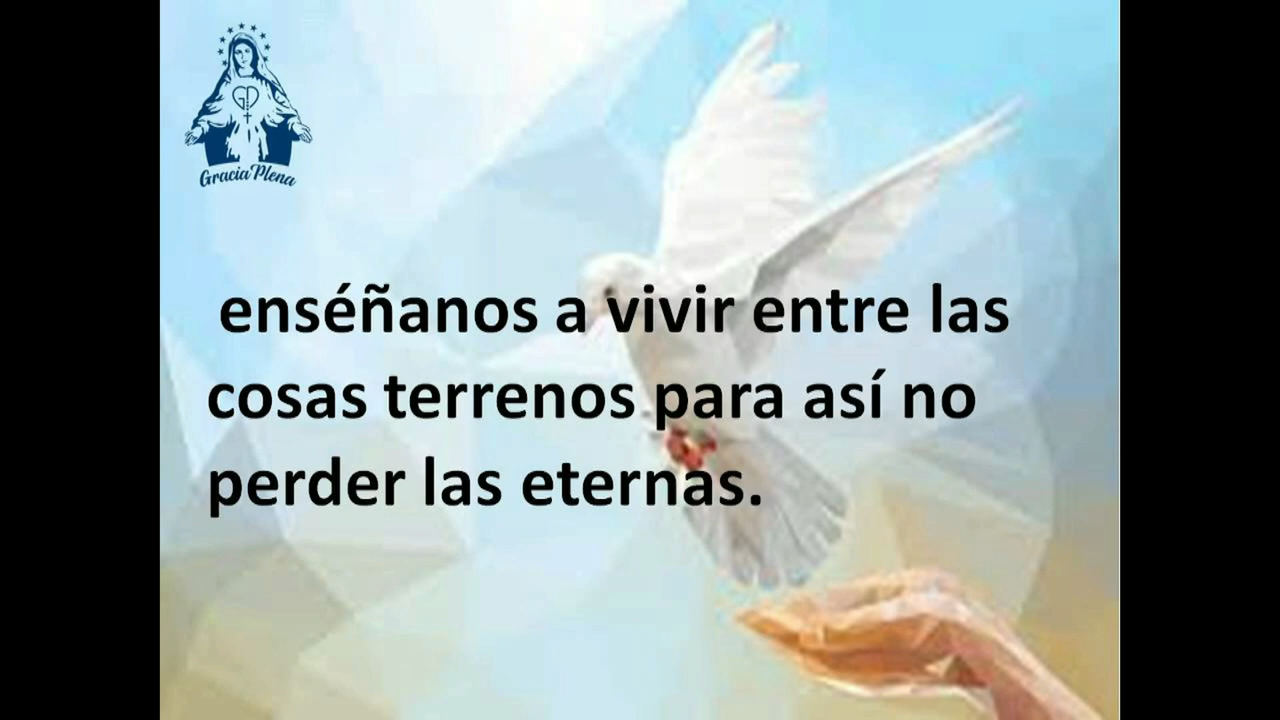 Gracia Plena
enséñanos a vivir entre las
cosas terrenos para así no
perder las eternas.